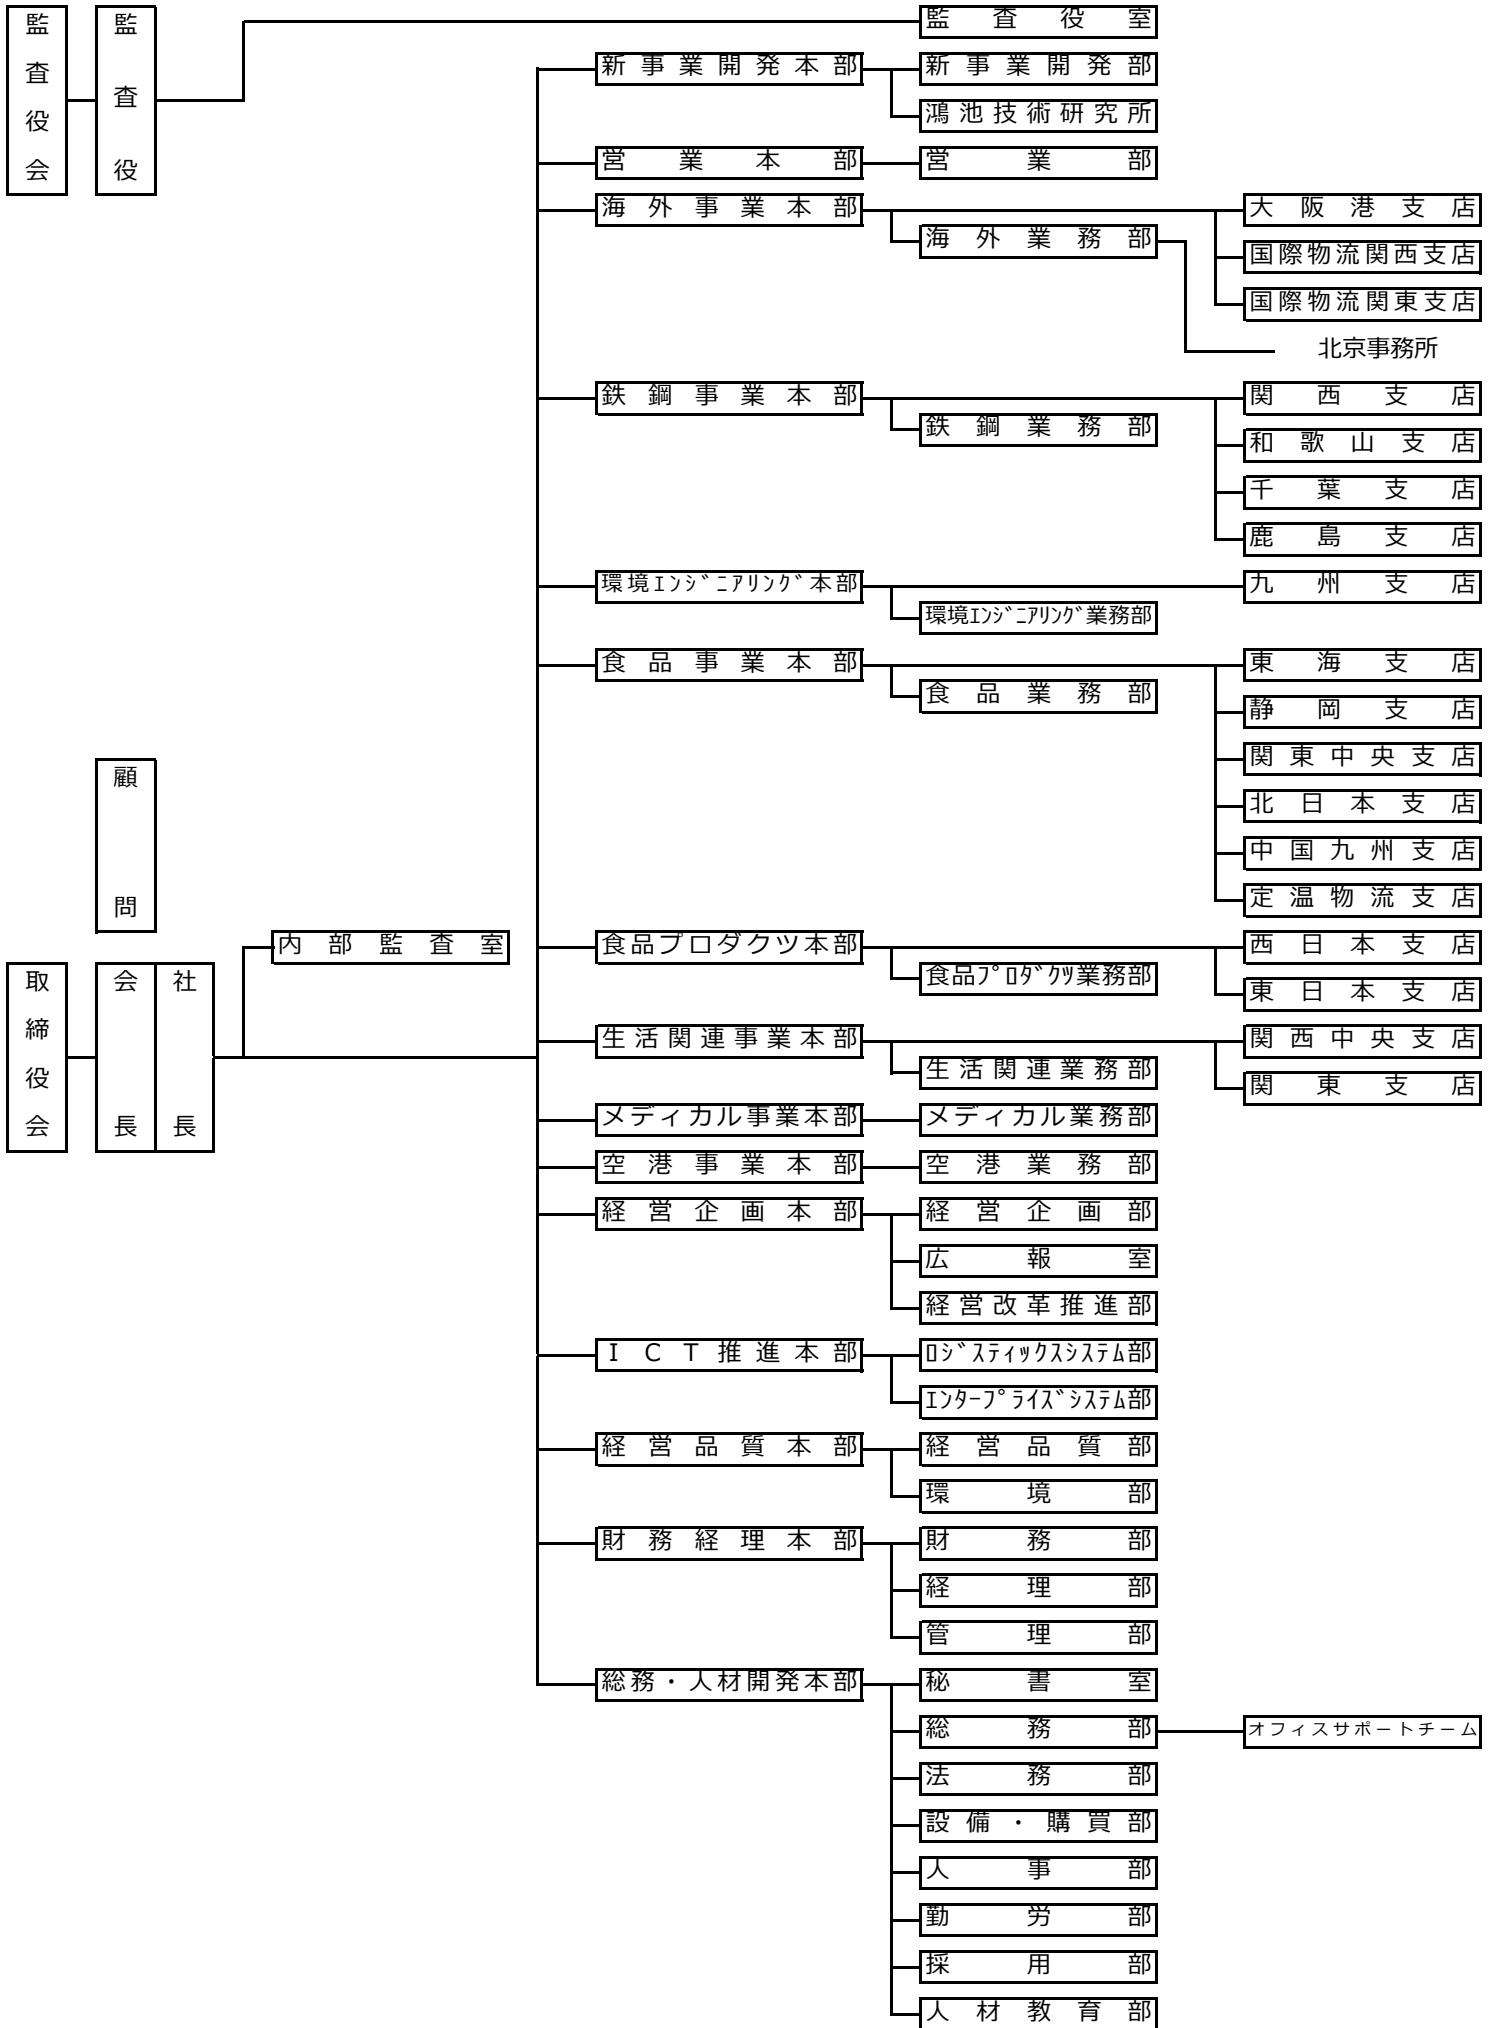 監査役会
監査役
監査役室
新事業開発本部
新事業開発部
鴻池技術研究所
営業本部
営業部
海外事業本部
大阪港支店
海外業務部
国際物流関西支店
国際物流関東支店
北京事務所
鉄鋼事業本部
関西支店
鉄鋼業務部
和歌山支店
千葉支店
鹿島支店
環境ｴﾝｼﾞﾆｱﾘﾝｸﾞ本部
九州支店
環境ｴﾝｼﾞﾆｱﾘﾝｸﾞ業務部
食品事業本部
東海支店
食品業務部
静岡支店
関東中央支店
北日本支店
中国九州支店
定温物流支店
顧問
内部監査室
食品プロダクツ本部
西日本支店
食品ﾌﾟﾛﾀﾞｸﾂ業務部
東日本支店
取締役会
会長
社長
生活関連事業本部
関西中央支店
生活関連業務部
関東支店
メディカル事業本部
メディカル業務部
空港事業本部
空港業務部
経営企画本部
経営企画部
広報室
経営改革推進部
ＩＣＴ推進本部
ﾛｼﾞｽﾃｨｯｸｽｼｽﾃﾑ部
ｴﾝﾀｰﾌﾟﾗｲｽﾞｼｽﾃﾑ部
経営品質本部
経営品質部
環境部
財務経理本部
財務部
経理部
管理部
総務・人材開発本部
秘書室
総務部
オフィスサポートチーム
法務部
設備・購買部
人事部
勤労部
採用部
人材教育部